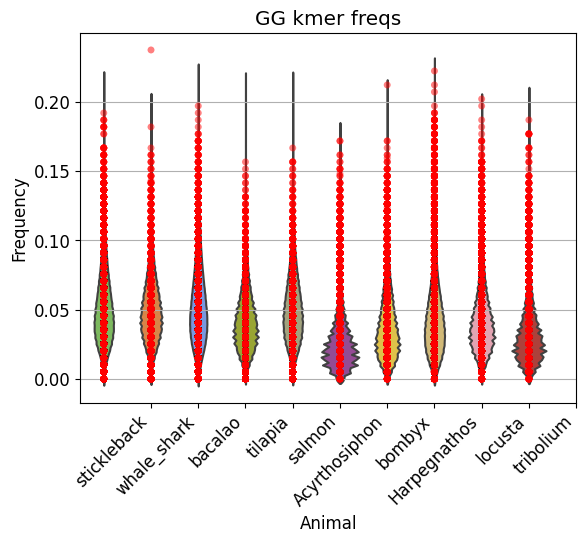 GG kmer freqs
Frequency
0.20
0.15
0.10
0.05
0.00
stickleback
whale_shark
bacalao
tilapia
salmon
Acyrthosiphon
bombyx
Harpegnathos
locusta
tribolium
Animal